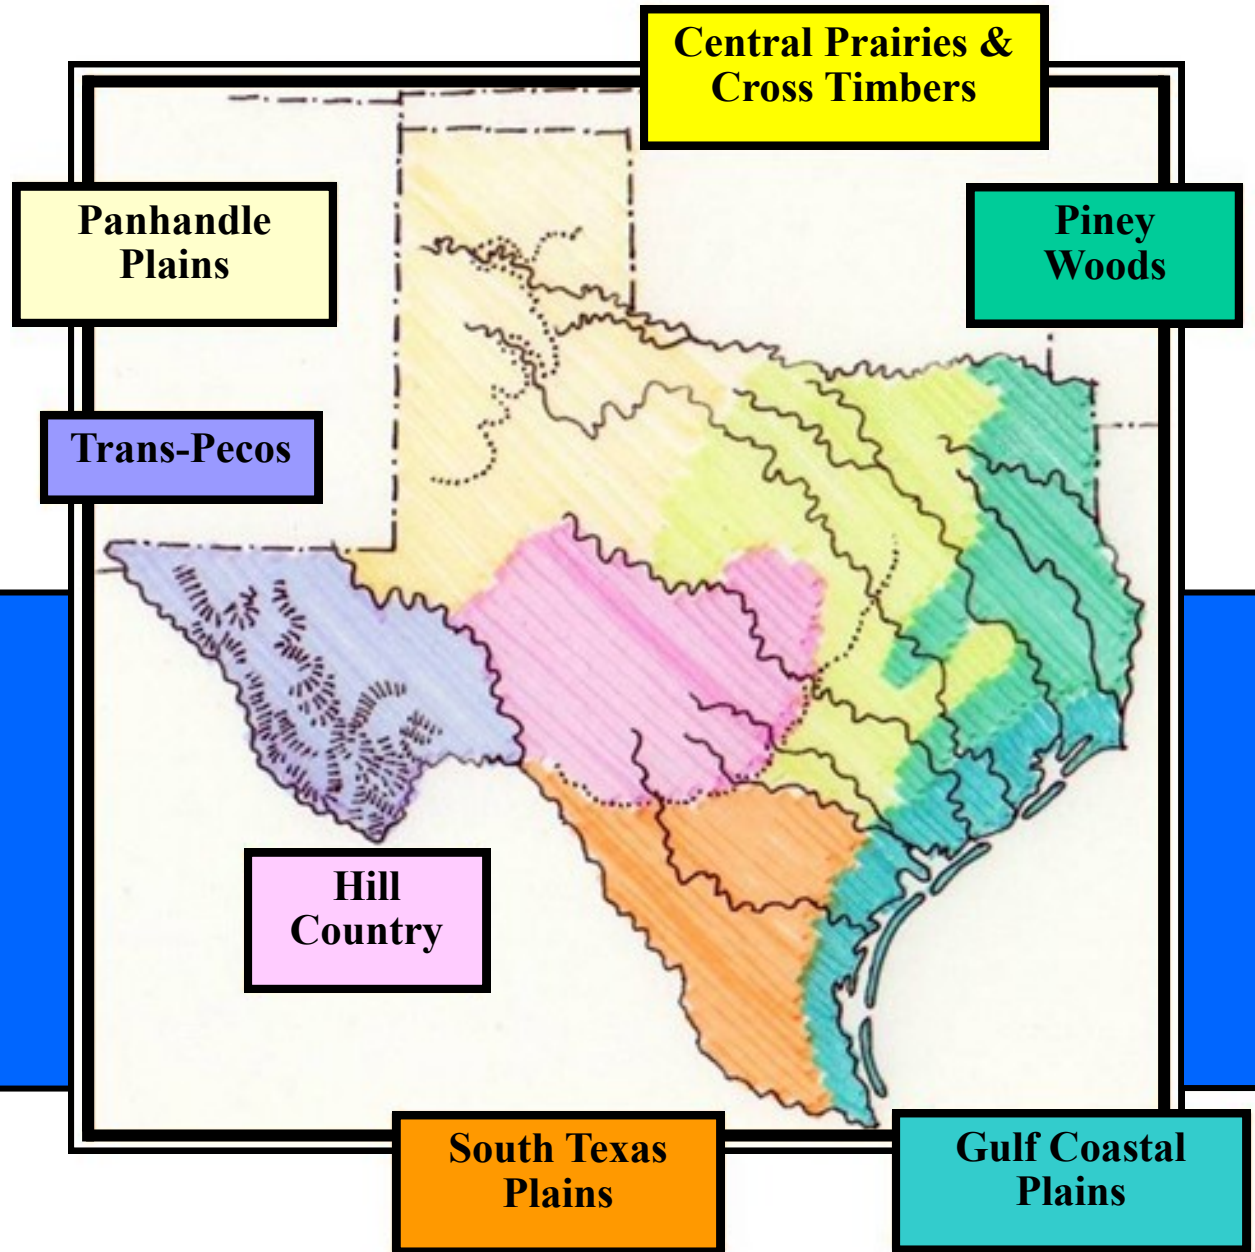 Central Prairies &
Cross Timbers
Panhandle
Plains
Piney
Woods
Trans-Pecos
Hill
Country
South Texas
Plains
Gulf Coastal
Plains